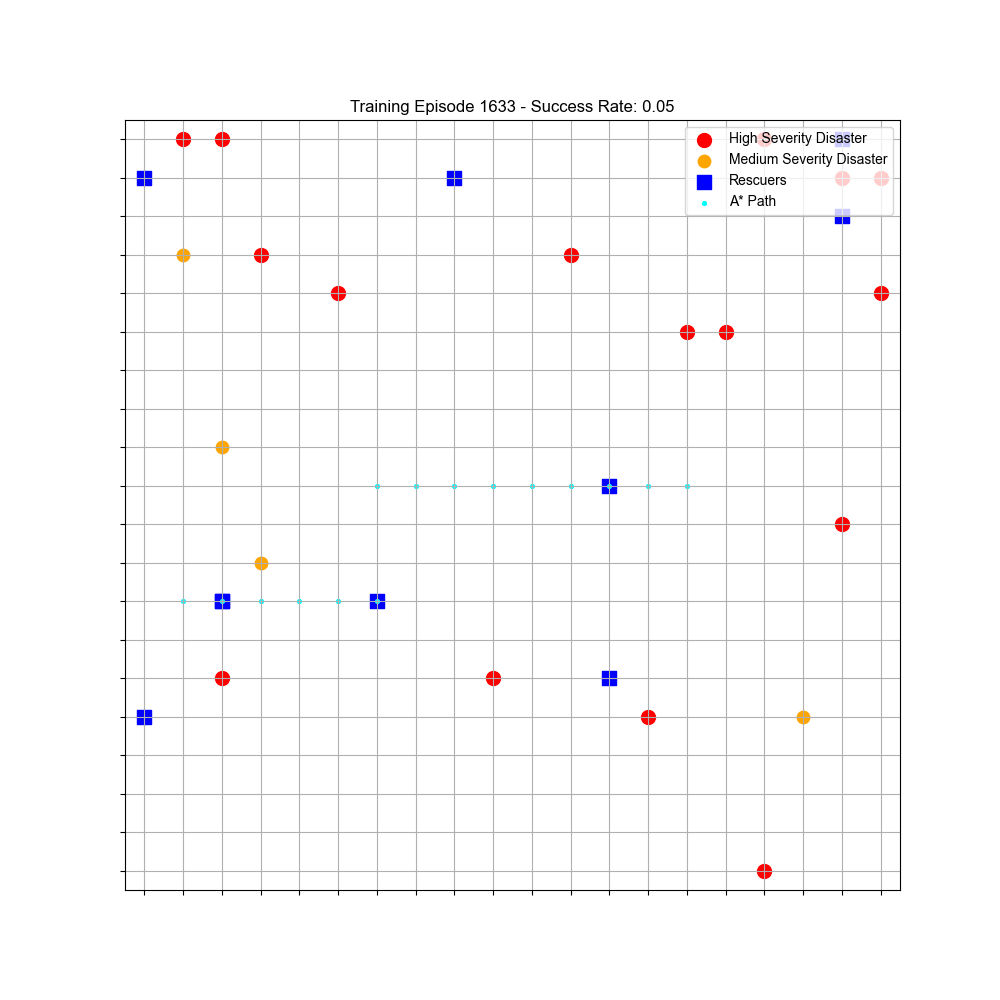 Training Episode 1633 - Success Rate: 0.05
High Severity Disaster
Medium Severity Disaster
Rescuers
A* Path